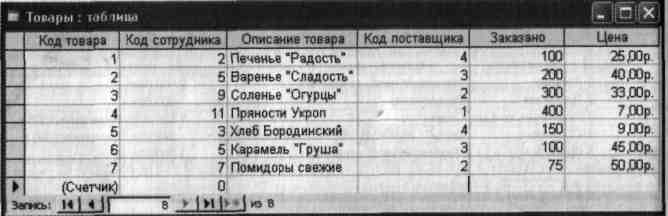 Товары : таблица
Код товара Код сотрудника Описание товара Код поставщика Заказано Цена
1 2 Печенье "Радость" 4 100 25,00р.
2 5 Варенье "Сладость" 3 200 40,00р.
3 9 Соленье "Огурцы" 2 300 33,00р.
4 11 Пряности Укроп 1 400 7,00р.
5 3 Хлеб Бородинский 4 150 9,00р.
6 5 Карамель "Груша" 3 100 45,00р.
7 7 Помидоры свежие 2 75 50,00р.
(Счетчик) 0
Запись: 8 из 8